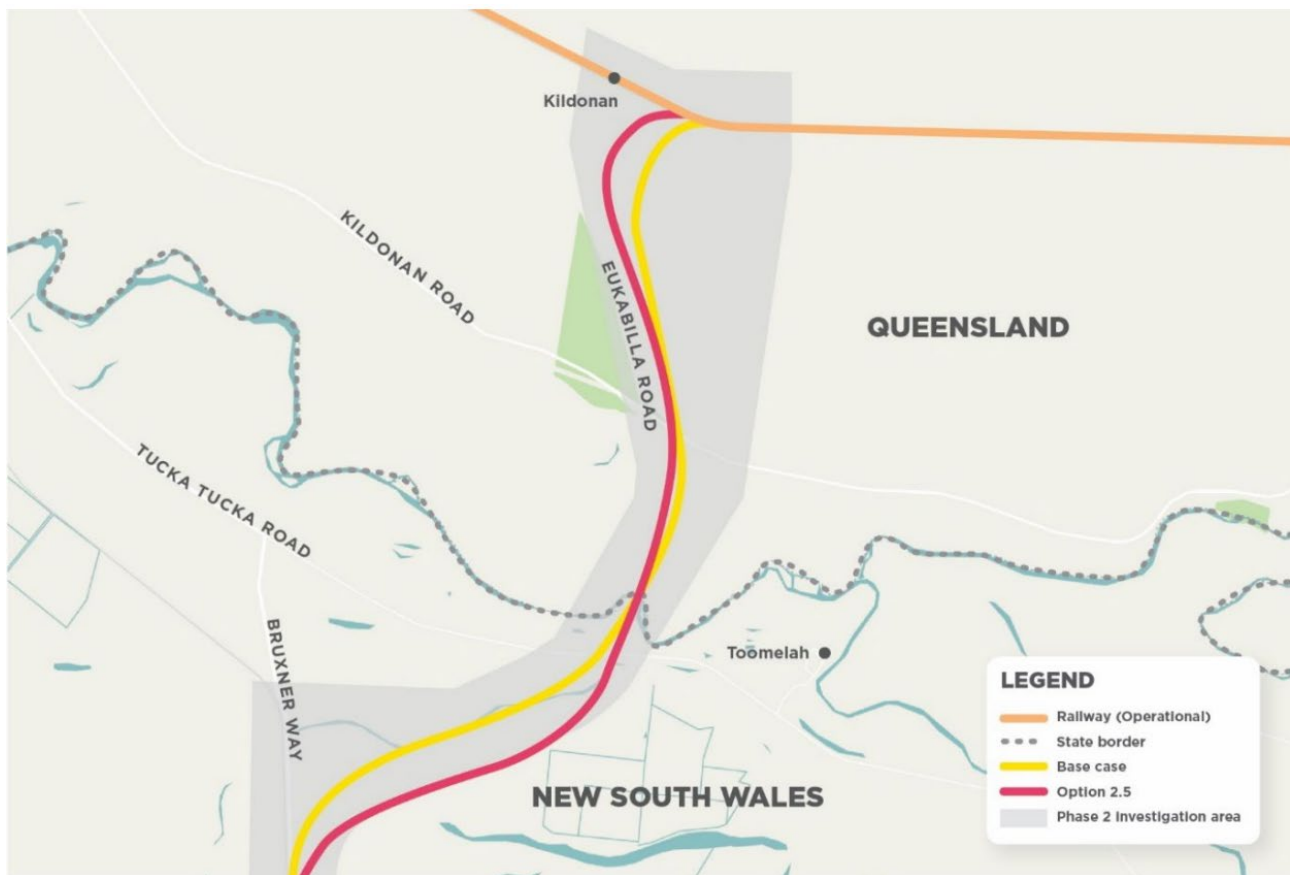 Kildonan
KILDONAN ROAD
EUKABILLA ROAD
QUEENSLAND
TUCKA TUCKA ROAD
BRUXNER WAY
Toomelah
NEW SOUTH WALES
LEGEND
Railway (Operational)
State border
Base case
Option 2.5
Phase 2 investigation area